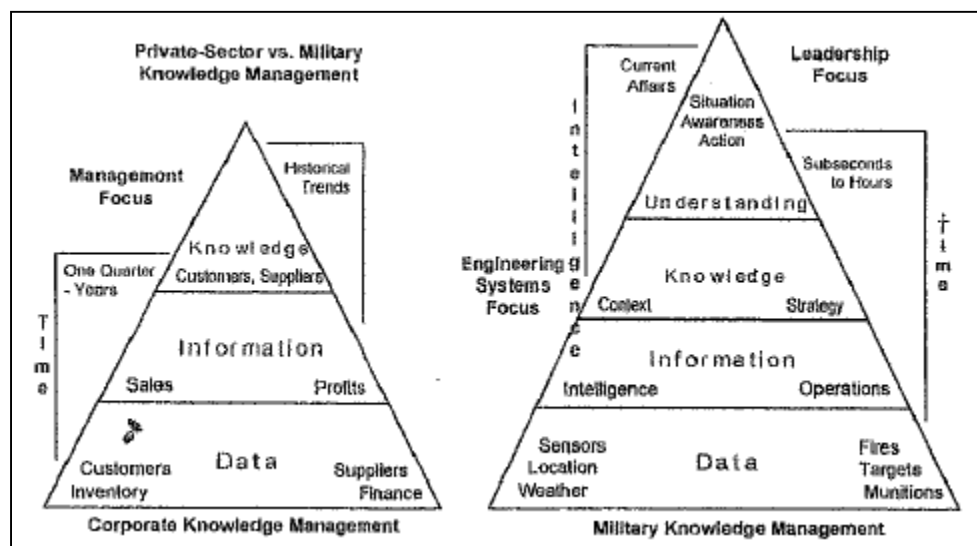 Private-Sector vs. Military
Knowledge Management
Management
Focus
Historical
Trends
One Quarter
- Years
Time
Knowledge
Customers, Suppliers
Information
Sales
Profits
Data
Customers
Inventory
Suppliers
Finance
Corporate Knowledge Management
Current
Affairs
Leadership
Focus
Intelligence
Situation
Awareness
Action
Subseconds
to Hours
Understanding
time
Engineering
Systems
Focus
Knowledge
Context
Strategy
Information
Intelligence
Operations
Sensors
Location
Weather
Data
Fires
Targets
Munitions
Military Knowledge Management